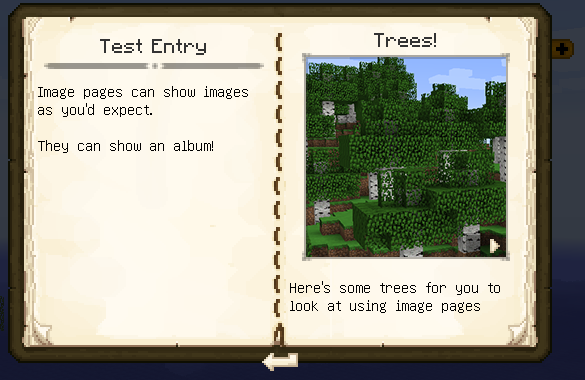 Test Entry
Image pages can show images
as you'd expect.
They can show an album!
Trees!
Here's some trees for you to
look at using image pages